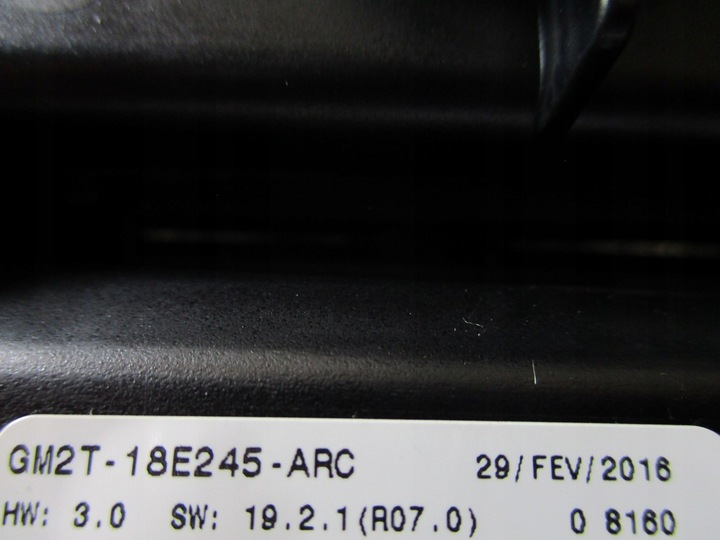 GM2T-18E245-ARC 29/FEV/2016
HW: 3.0 SW: 19.2.1(R07.0) 0 8160